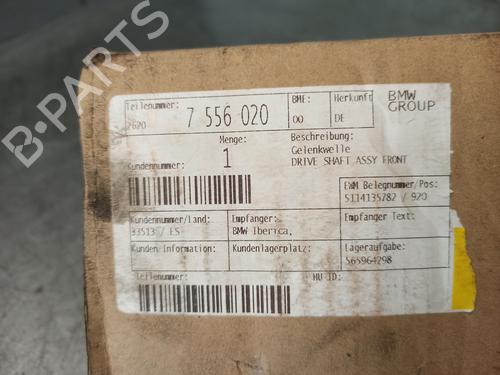 B-PARTS
Teilenummer:
2620
7 556 020
BME:
00
Herkunft
DE
BMW
GROUP
Menge:
1
Kundennummer:
Beschreibung:
Gelenkwelle
DRIVE SHAFT ASSY FRONT
EWM Belegnummer/Pos:
5114135782 / 920
Kundennummer/Land:
33513 / ES
Empfänger:
BMW Iberica,
Empfänger Text:
Kunden Information:
Kundenlagerplatz:
Lageraufgabe:
565964298
Teilenummer:
HU-ID: